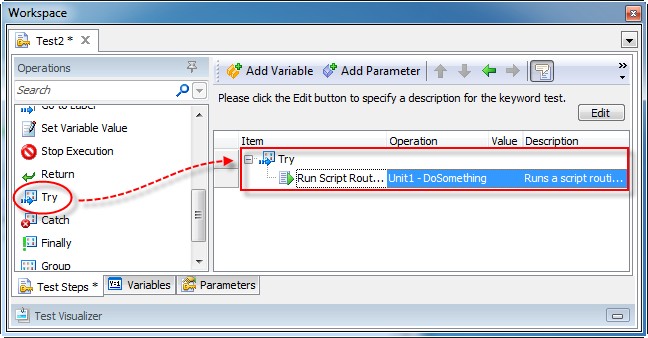 Workspace
Test2 *
Operations
Search
Go to Label
Set Variable Value
Stop Execution
Return
Try
Catch
Finally
Group
Add Variable Add Parameter
Please click the Edit button to specify a description for the keyword test.
Edit
Item Operation Value Description
Try
Run Script Rout... Unit1 - DoSomething Runs a script routi...
Test Steps * Variables Parameters
Test Visualizer